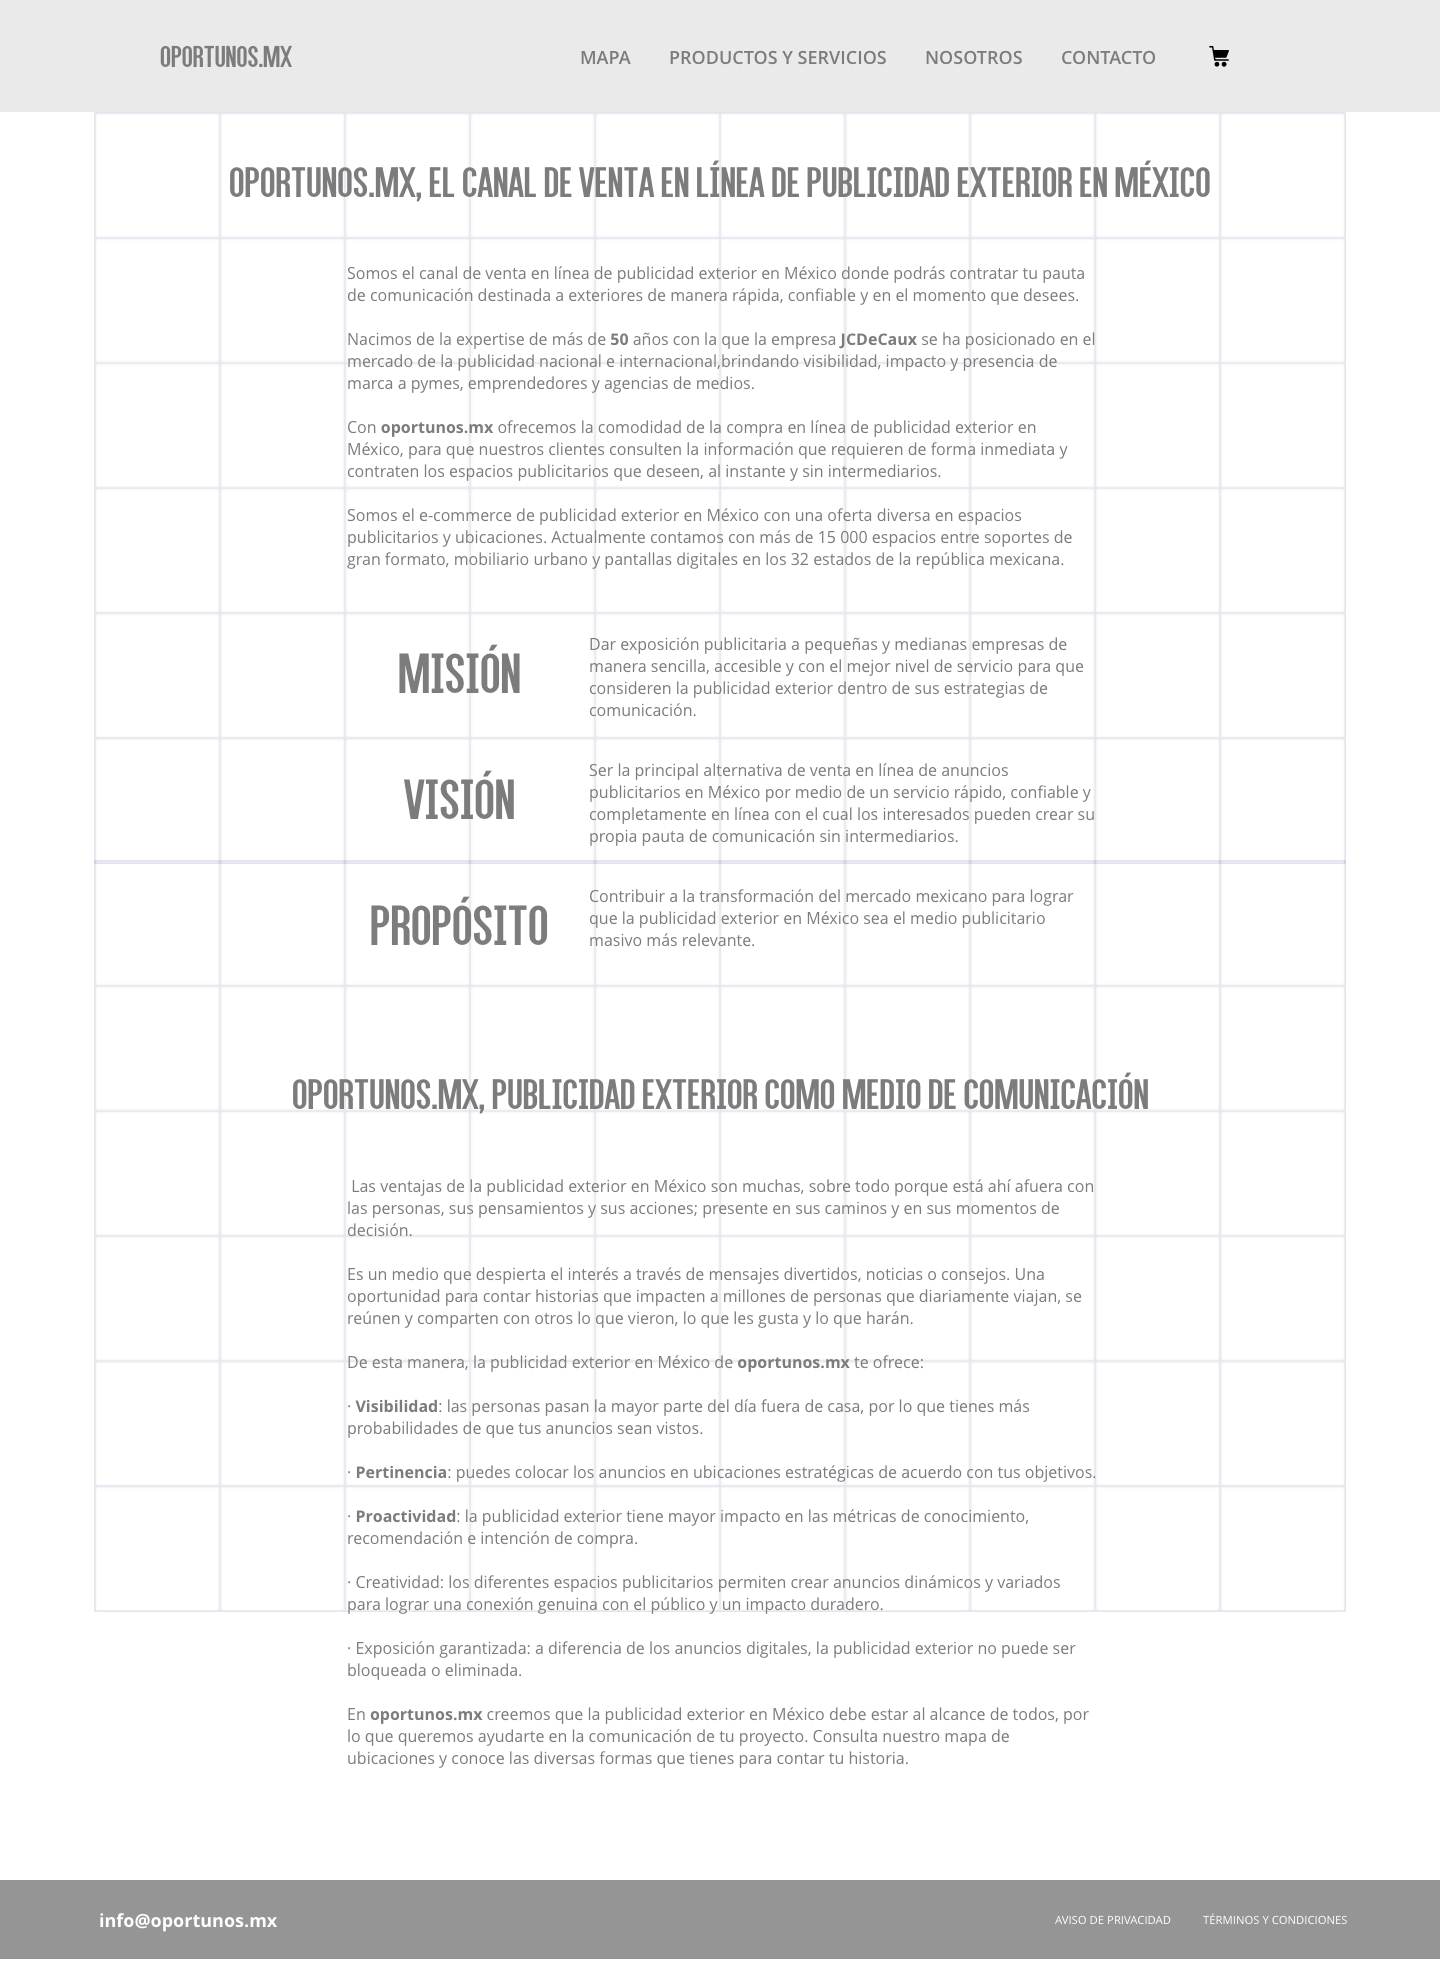 OPORTUNOS.MX
MAPA PRODUCTOS Y SERVICIOS NOSOTROS CONTACTO
OPORTUNOS.MX, EL CANAL DE VENTA EN LÍNEA DE PUBLICIDAD EXTERIOR EN MÉXICO
Somos el canal de venta en línea de publicidad exterior en México donde podrás contratar tu pauta
de comunicación destinada a exteriores de manera rápida, confiable y en el momento que desees.
Nacimos de la expertise de más de 50 años con la que la empresa JCDeCaux se ha posicionado en el
mercado de la publicidad nacional e internacional,brindando visibilidad, impacto y presencia de
marca a pymes, emprendedores y agencias de medios.
Con oportunos.mx ofrecemos la comodidad de la compra en línea de publicidad exterior en
México, para que nuestros clientes consulten la información que requieren de forma inmediata y
contraten los espacios publicitarios que deseen, al instante y sin intermediarios.
Somos el e-commerce de publicidad exterior en México con una oferta diversa en espacios
publicitarios y ubicaciones. Actualmente contamos con más de 15 000 espacios entre soportes de
gran formato, mobiliario urbano y pantallas digitales en los 32 estados de la república mexicana.
MISIÓN
Dar exposición publicitaria a pequeñas y medianas empresas de
manera sencilla, accesible y con el mejor nivel de servicio para que
consideren la publicidad exterior dentro de sus estrategias de
comunicación.
VISIÓN
Ser la principal alternativa de venta en línea de anuncios
publicitarios en México por medio de un servicio rápido, confiable y
completamente en línea con el cual los interesados pueden crear su
propia pauta de comunicación sin intermediarios.
PROPÓSITO
Contribuir a la transformación del mercado mexicano para lograr
que la publicidad exterior en México sea el medio publicitario
masivo más relevante.
OPORTUNOS.MX, PUBLICIDAD EXTERIOR COMO MEDIO DE COMUNICACIÓN
Las ventajas de la publicidad exterior en México son muchas, sobre todo porque está ahí afuera con
las personas, sus pensamientos y sus acciones; presente en sus caminos y en sus momentos de
decisión.
Es un medio que despierta el interés a través de mensajes divertidos, noticias o consejos. Una
oportunidad para contar historias que impacten a millones de personas que diariamente viajan, se
reúnen y comparten con otros lo que vieron, lo que les gusta y lo que harán.
De esta manera, la publicidad exterior en México de oportunos.mx te ofrece:
· Visibilidad: las personas pasan la mayor parte del día fuera de casa, por lo que tienes más
probabilidades de que tus anuncios sean vistos.
· Pertinencia: puedes colocar los anuncios en ubicaciones estratégicas de acuerdo con tus objetivos.
· Proactividad: la publicidad exterior tiene mayor impacto en las métricas de conocimiento,
recomendación e intención de compra.
· Creatividad: los diferentes espacios publicitarios permiten crear anuncios dinámicos y variados
para lograr una conexión genuina con el público y un impacto duradero.
· Exposición garantizada: a diferencia de los anuncios digitales, la publicidad exterior no puede ser
bloqueada o eliminada.
En oportunos.mx creemos que la publicidad exterior en México debe estar al alcance de todos, por
lo que queremos ayudarte en la comunicación de tu proyecto. Consulta nuestro mapa de
ubicaciones y conoce las diversas formas que tienes para contar tu historia.
info@oportunos.mx
AVISO DE PRIVACIDAD TÉRMINOS Y CONDICIONES